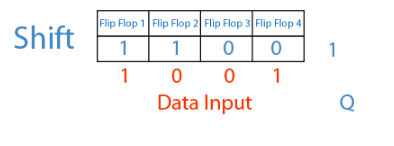 Shift
Flip Flop 1 Flip Flop 2 Flip Flop 3 Flip Flop 4
1 1 0 0 1
1 0 0 1
Data Input Q